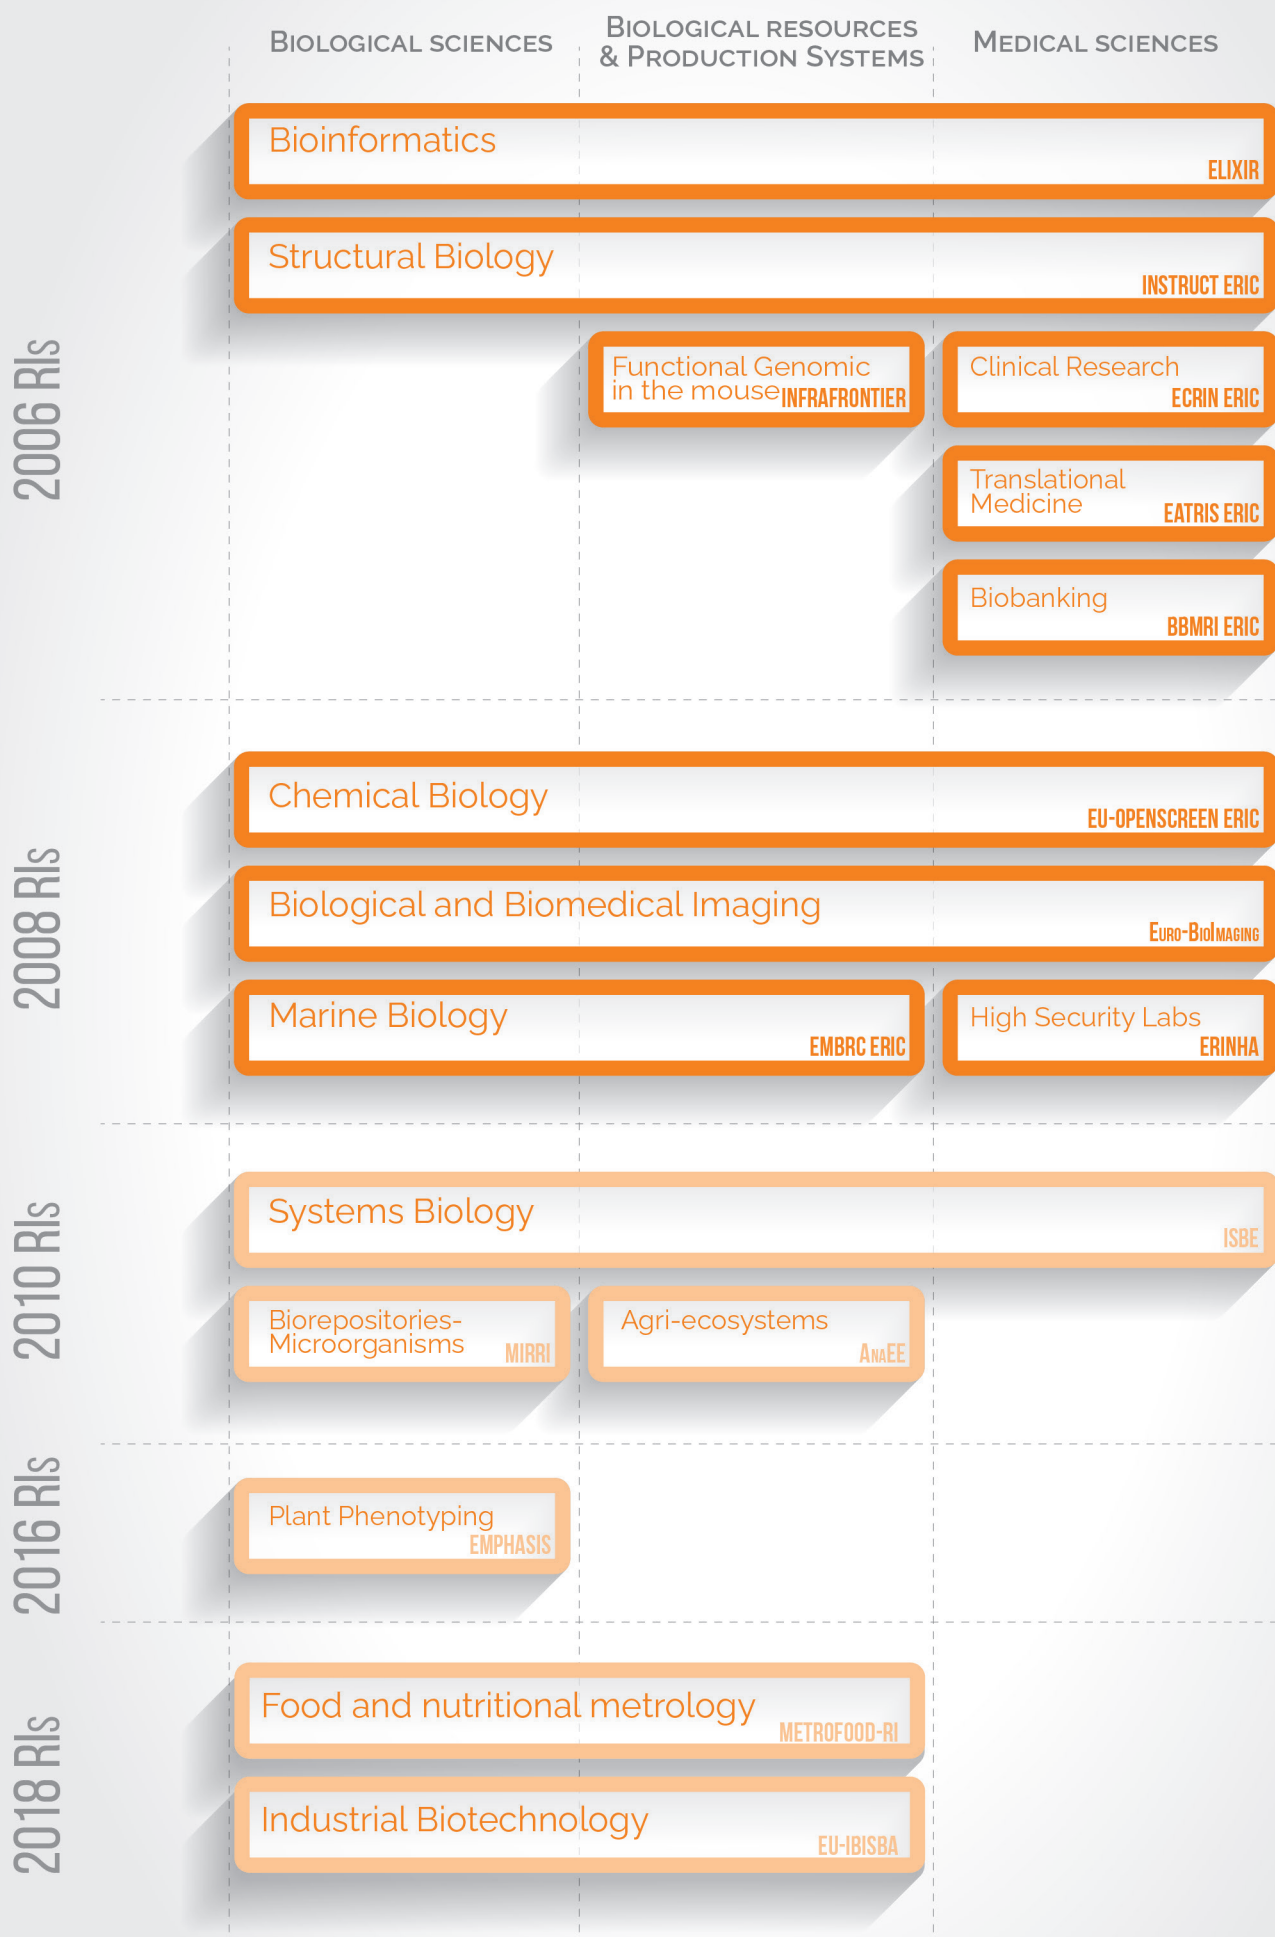 BIOLOGICAL SCIENCES
BIOLOGICAL RESOURCES
& PRODUCTION SYSTEMS
MEDICAL SCIENCES
2006 RIs
Bioinformatics
ELIXIR
Structural Biology
INSTRUCT ERIC
Functional Genomic
in the mouse
INFRAFRONTIER
Clinical Research
ECRIN ERIC
Translational
Medicine
EATRIS ERIC
Biobanking
BBMRI ERIC
2008 RIs
Chemical Biology
EU-OPENSCREEN ERIC
Biological and Biomedical Imaging
EURO-BIOIMAGING
Marine Biology
EMBRC ERIC
High Security Labs
ERINHA
2010 RIs
Systems Biology
ISBE
Biorepositories-
Microorganisms
MIRRI
Agri-ecosystems
ANAEE
2016 RIs
Plant Phenotyping
EMPHASIS
2018 RIs
Food and nutritional metrology
METROFOOD-RI
Industrial Biotechnology
EU-IBISBA